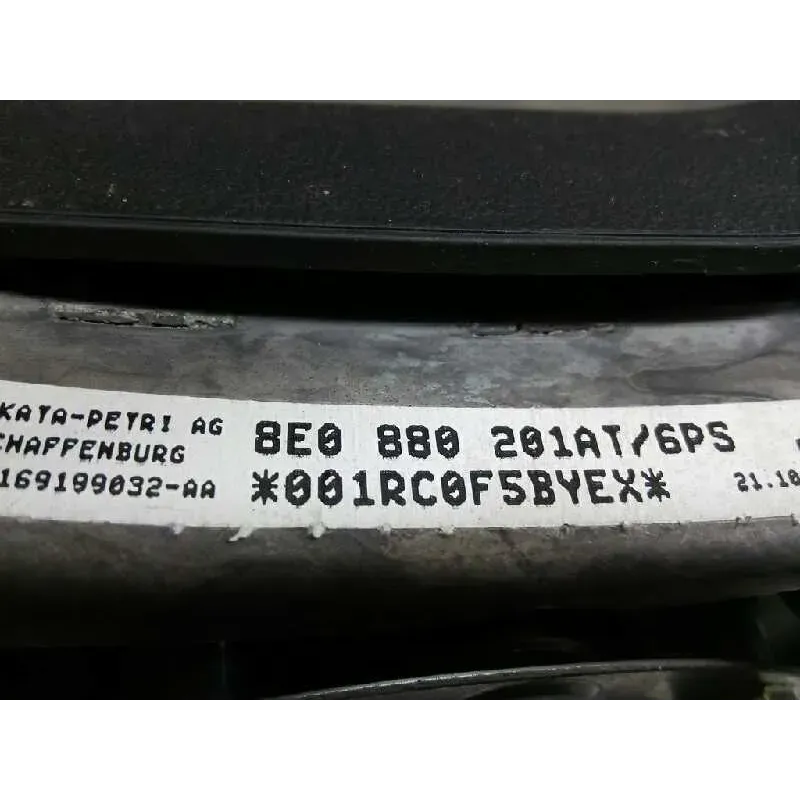 KATA-PETRI AG
CHAFFENBURG
169199032-AA
8E0 880 201AT/6PS
*001RC0F5BYEX*
21.10